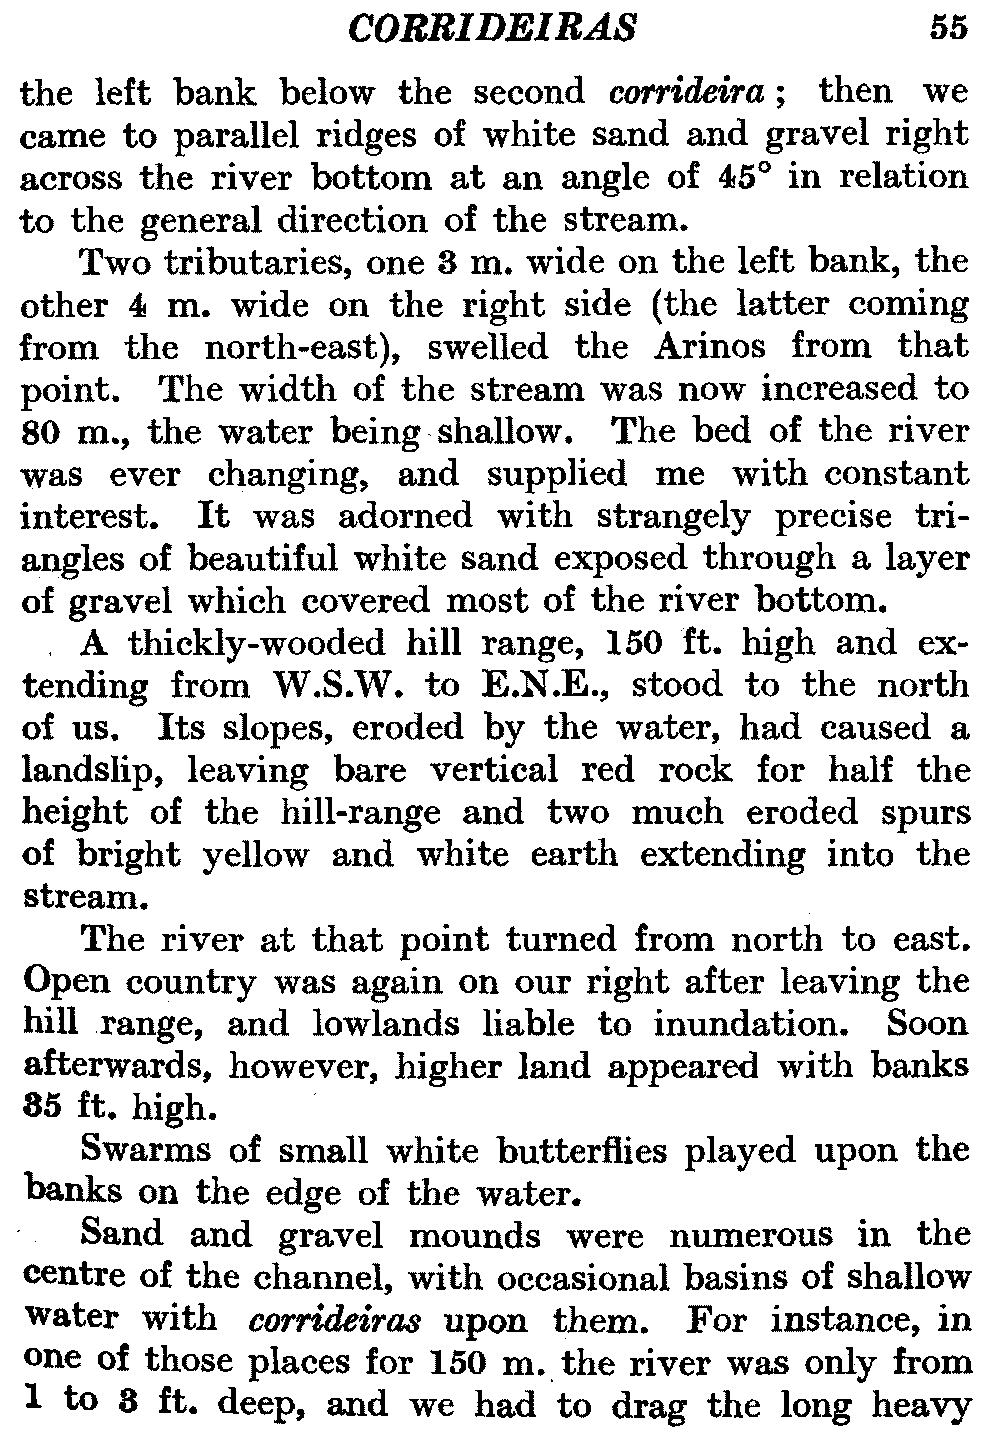 CORRIDEIRAS 55
the left bank below the second corrideira; then we
came to parallel ridges of white sand and gravel right
across the river bottom at an angle of 45° in relation
to the general direction of the stream.
Two tributaries, one 3 m. wide on the left bank, the
other 4 m. wide on the right side (the latter coming
from the north-east), swelled the Arinos from that
point. The width of the stream was now increased to
80 m., the water being shallow. The bed of the river
was ever changing, and supplied me with constant
interest. It was adorned with strangely precise tri-
angles of beautiful white sand exposed through a layer
of gravel which covered most of the river bottom.
A thickly-wooded hill range, 150 ft. high and ex-
tending from W.S.W. to E.N.E., stood to the north
of us. Its slopes, eroded by the water, had caused a
landslip, leaving bare vertical red rock for half the
height of the hill-range and two much eroded spurs
of bright yellow and white earth extending into the
stream.
The river at that point turned from north to east.
Open country was again on our right after leaving the
hill range, and lowlands liable to inundation. Soon
afterwards, however, higher land appeared with banks
35 ft. high.
Swarms of small white butterflies played upon the
banks on the edge of the water.
Sand and gravel mounds were numerous in the
centre of the channel, with occasional basins of shallow
water with corrideiras upon them. For instance, in
one of those places for 150 m. the river was only from
1 to 3 ft. deep, and we had to drag the long heavy